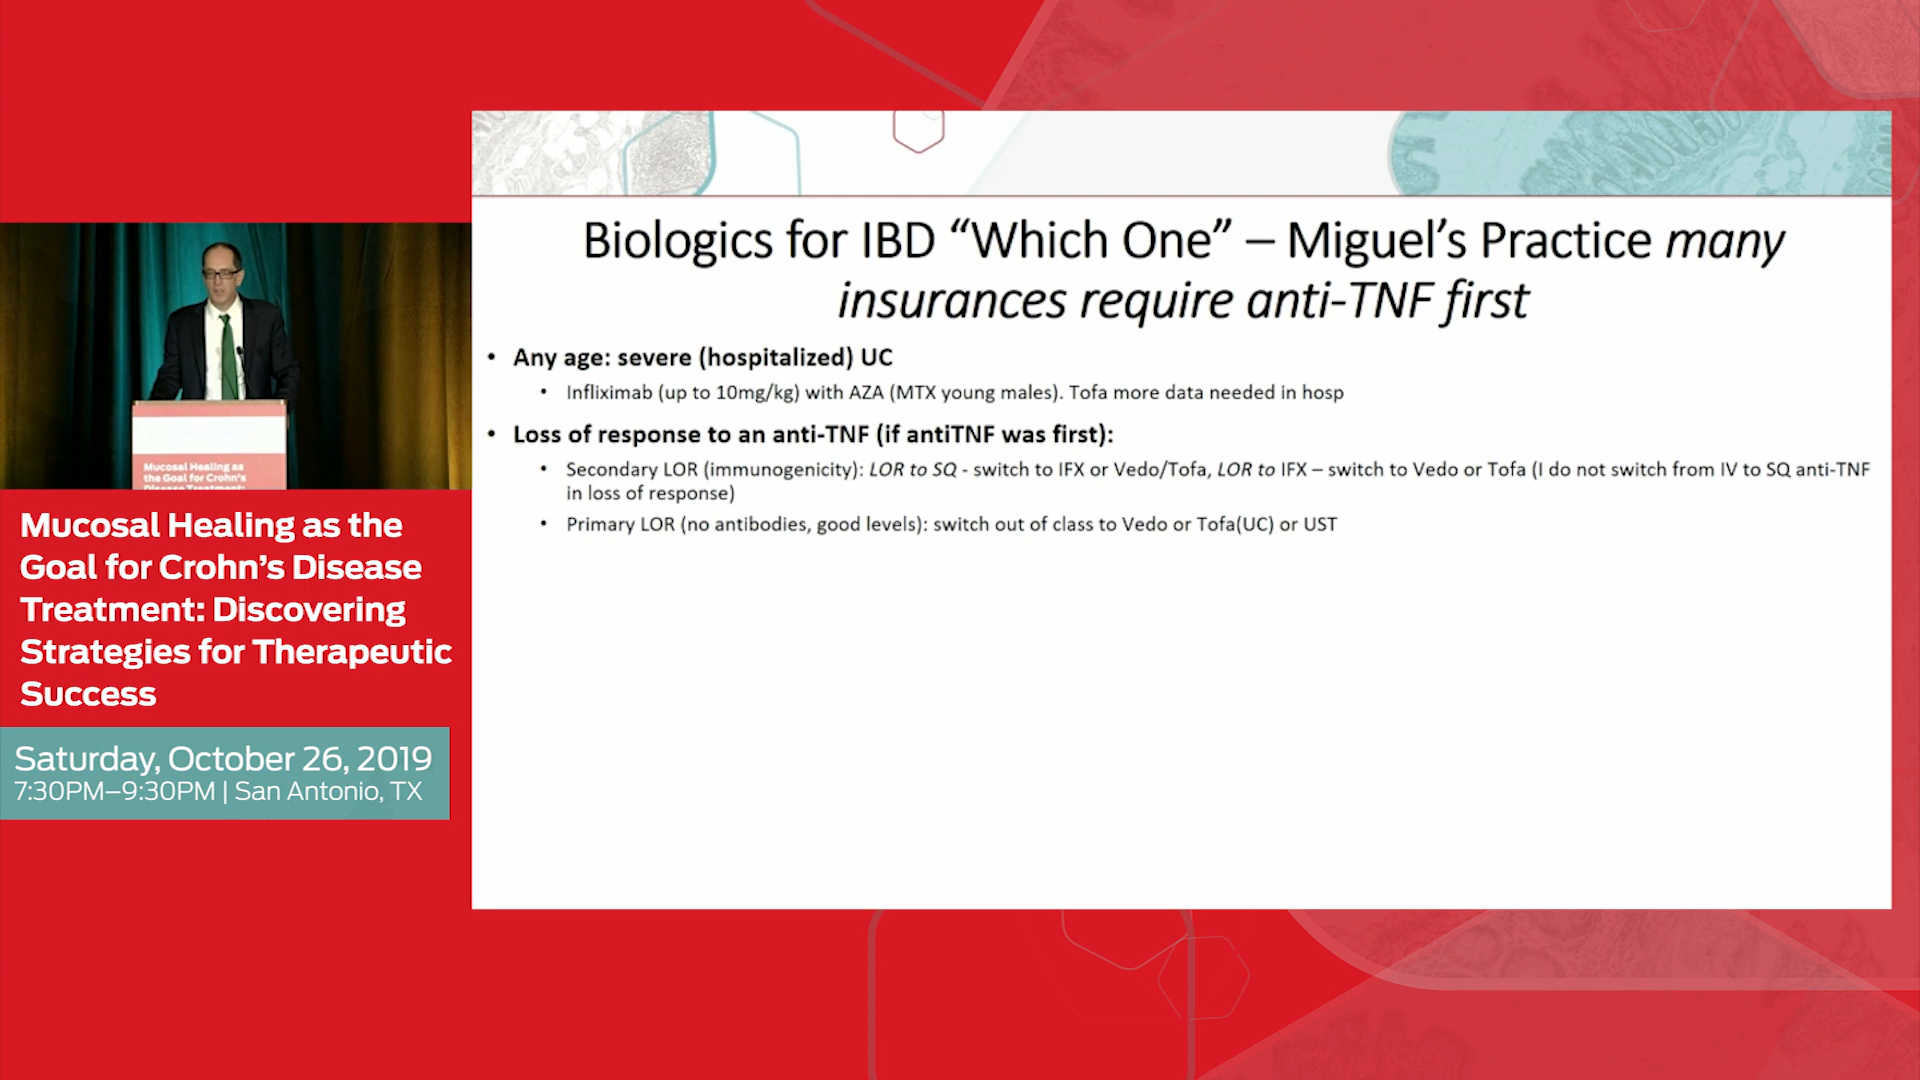 Biologics for IBD “Which One” – Miguel’s Practice many
insurances require anti-TNF first
• Any age: severe (hospitalized) UC
• Infliximab (up to 10mg/kg) with AZA (MTX young males). Tofa more data needed in hosp
• Loss of response to an anti-TNF (if antiTNF was first):
• Secondary LOR (immunogenicity): LOR to SQ - switch to IFX or Vedo/Tofa, LOR to IFX – switch to Vedo or Tofa (I do not switch from IV to SQ anti-TNF
in loss of response)
• Primary LOR (no antibodies, good levels): switch out of class to Vedo or Tofa(UC) or UST
Mucosal Healing as
the Goal for Crohn’s
Disease Treatment:
Mucosal Healing as the
Goal for Crohn’s Disease
Treatment: Discovering
Strategies for Therapeutic
Success
Saturday, October 26, 2019
7:30PM–9:30PM | San Antonio, TX